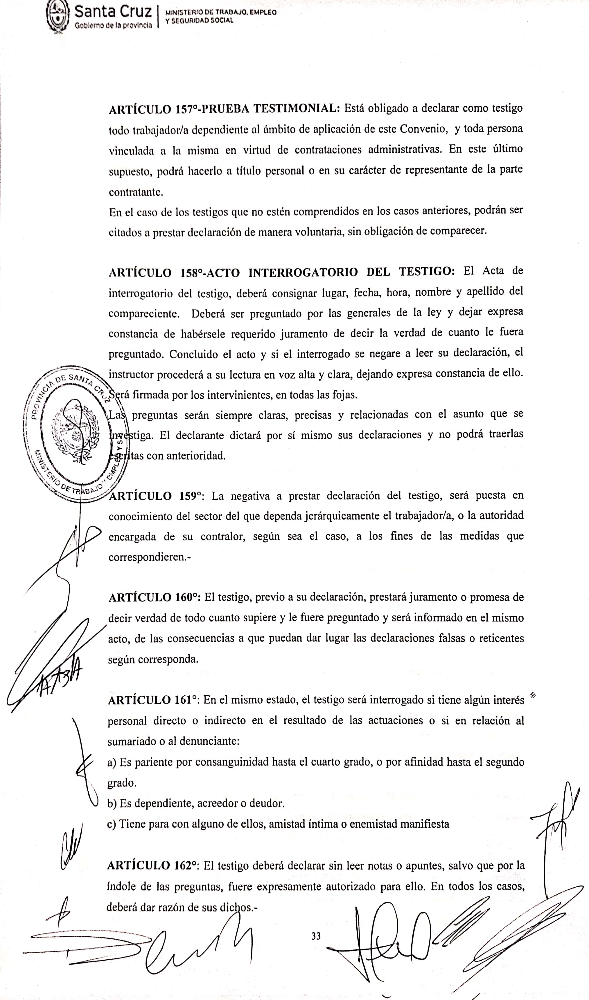 Santa Cruz
Gobierno de la provincia
MINISTERIO DE TRABAJO, EMPLEO
Y SEGURIDAD SOCIAL
ARTÍCULO 157º-PRUEBA TESTIMONIAL: Está obligado a declarar como testigo
todo trabajador/a dependiente al ámbito de aplicación de este Convenio, y toda persona
vinculada a la misma en virtud de contrataciones administrativas. En este último
supuesto, podrá hacerlo a título personal o en su carácter de representante de la parte
contratante.
En el caso de los testigos que no estén comprendidos en los casos anteriores, podrán ser
citados a prestar declaración de manera voluntaria, sin obligación de comparecer.
ARTÍCULO 158º-ACTO INTERROGATORIO DEL TESTIGO: El Acta de
interrogatorio del testigo, deberá consignar lugar, fecha, hora, nombre y apellido del
compareciente. Deberá ser preguntado por las generales de la ley y dejar expresa
constancia de habérsele requerido juramento de decir la verdad de cuanto le fuera
preguntado. Concluido el acto y si el interrogado se negare a leer su declaración, el
instructor procederá a su lectura en voz alta y clara, dejando expresa constancia de ello.
Será firmada por los intervinientes, en todas las fojas.
Las preguntas serán siempre claras, precisas y relacionadas con el asunto que se
investiga. El declarante dictará por sí mismo sus declaraciones y no podrá traerlas
escritas con anterioridad.
PROVINCIA DE SANTA CRUZ
MINISTERIO DE TRABAJO, EMPLEO Y S
ARTÍCULO 159º: La negativa a prestar declaración del testigo, será puesta en
conocimiento del sector del que dependa jerárquicamente el trabajador/a, o la autoridad
encargada de su contralor, según sea el caso, a los fines de las medidas que
correspondieren.-
ARTÍCULO 160º: El testigo, previo a su declaración, prestará juramento o promesa de
decir verdad de todo cuanto supiere y le fuere preguntado y será informado en el mismo
acto, de las consecuencias a que puedan dar lugar las declaraciones falsas o reticentes
según corresponda.
ARTÍCULO 161º: En el mismo estado, el testigo será interrogado si tiene algún interés
personal directo o indirecto en el resultado de las actuaciones o si en relación al
sumariado o al denunciante:
a) Es pariente por consanguinidad hasta el cuarto grado, o por afinidad hasta el segundo
grado.
b) Es dependiente, acreedor o deudor.
c) Tiene para con alguno de ellos, amistad íntima o enemistad manifiesta
ARTÍCULO 162º: El testigo deberá declarar sin leer notas o apuntes, salvo que por la
índole de las preguntas, fuere expresamente autorizado para ello. En todos los casos,
deberá dar razón de sus dichos.-
33